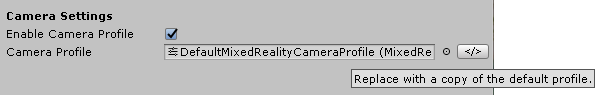 Camera Settings
Enable Camera Profile
Camera Profile DefaultMixedRealityCameraProfile (MixedRe </>
Replace with a copy of the default profile.